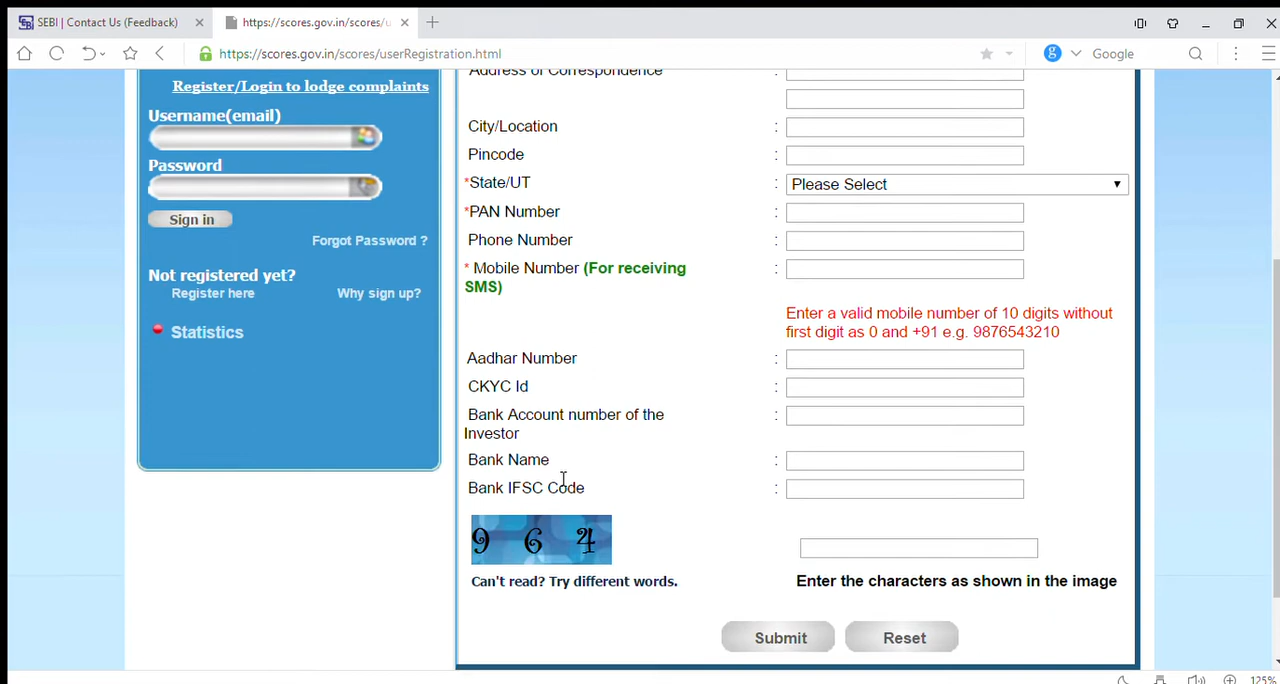 SEBI | Contact Us (Feedback)
https://scores.gov.in/scores/u
https://scores.gov.in/scores/userRegistration.html
Google
Register/Login to lodge complaints
Username(email)
Password
Sign in
Forgot Password ?
Not registered yet?
Register here
Why sign up?
Statistics
Address of Correspondence :
City/Location :
Pincode :
*State/UT : Please Select
*PAN Number :
Phone Number :
* Mobile Number (For receiving :
SMS)
Enter a valid mobile number of 10 digits without
first digit as 0 and +91 e.g. 9876543210
Aadhar Number :
CKYC Id :
Bank Account number of the :
Investor
Bank Name :
Bank IFSC Code :
9 6 4
Can't read? Try different words.
Enter the characters as shown in the image
Submit
Reset
125%